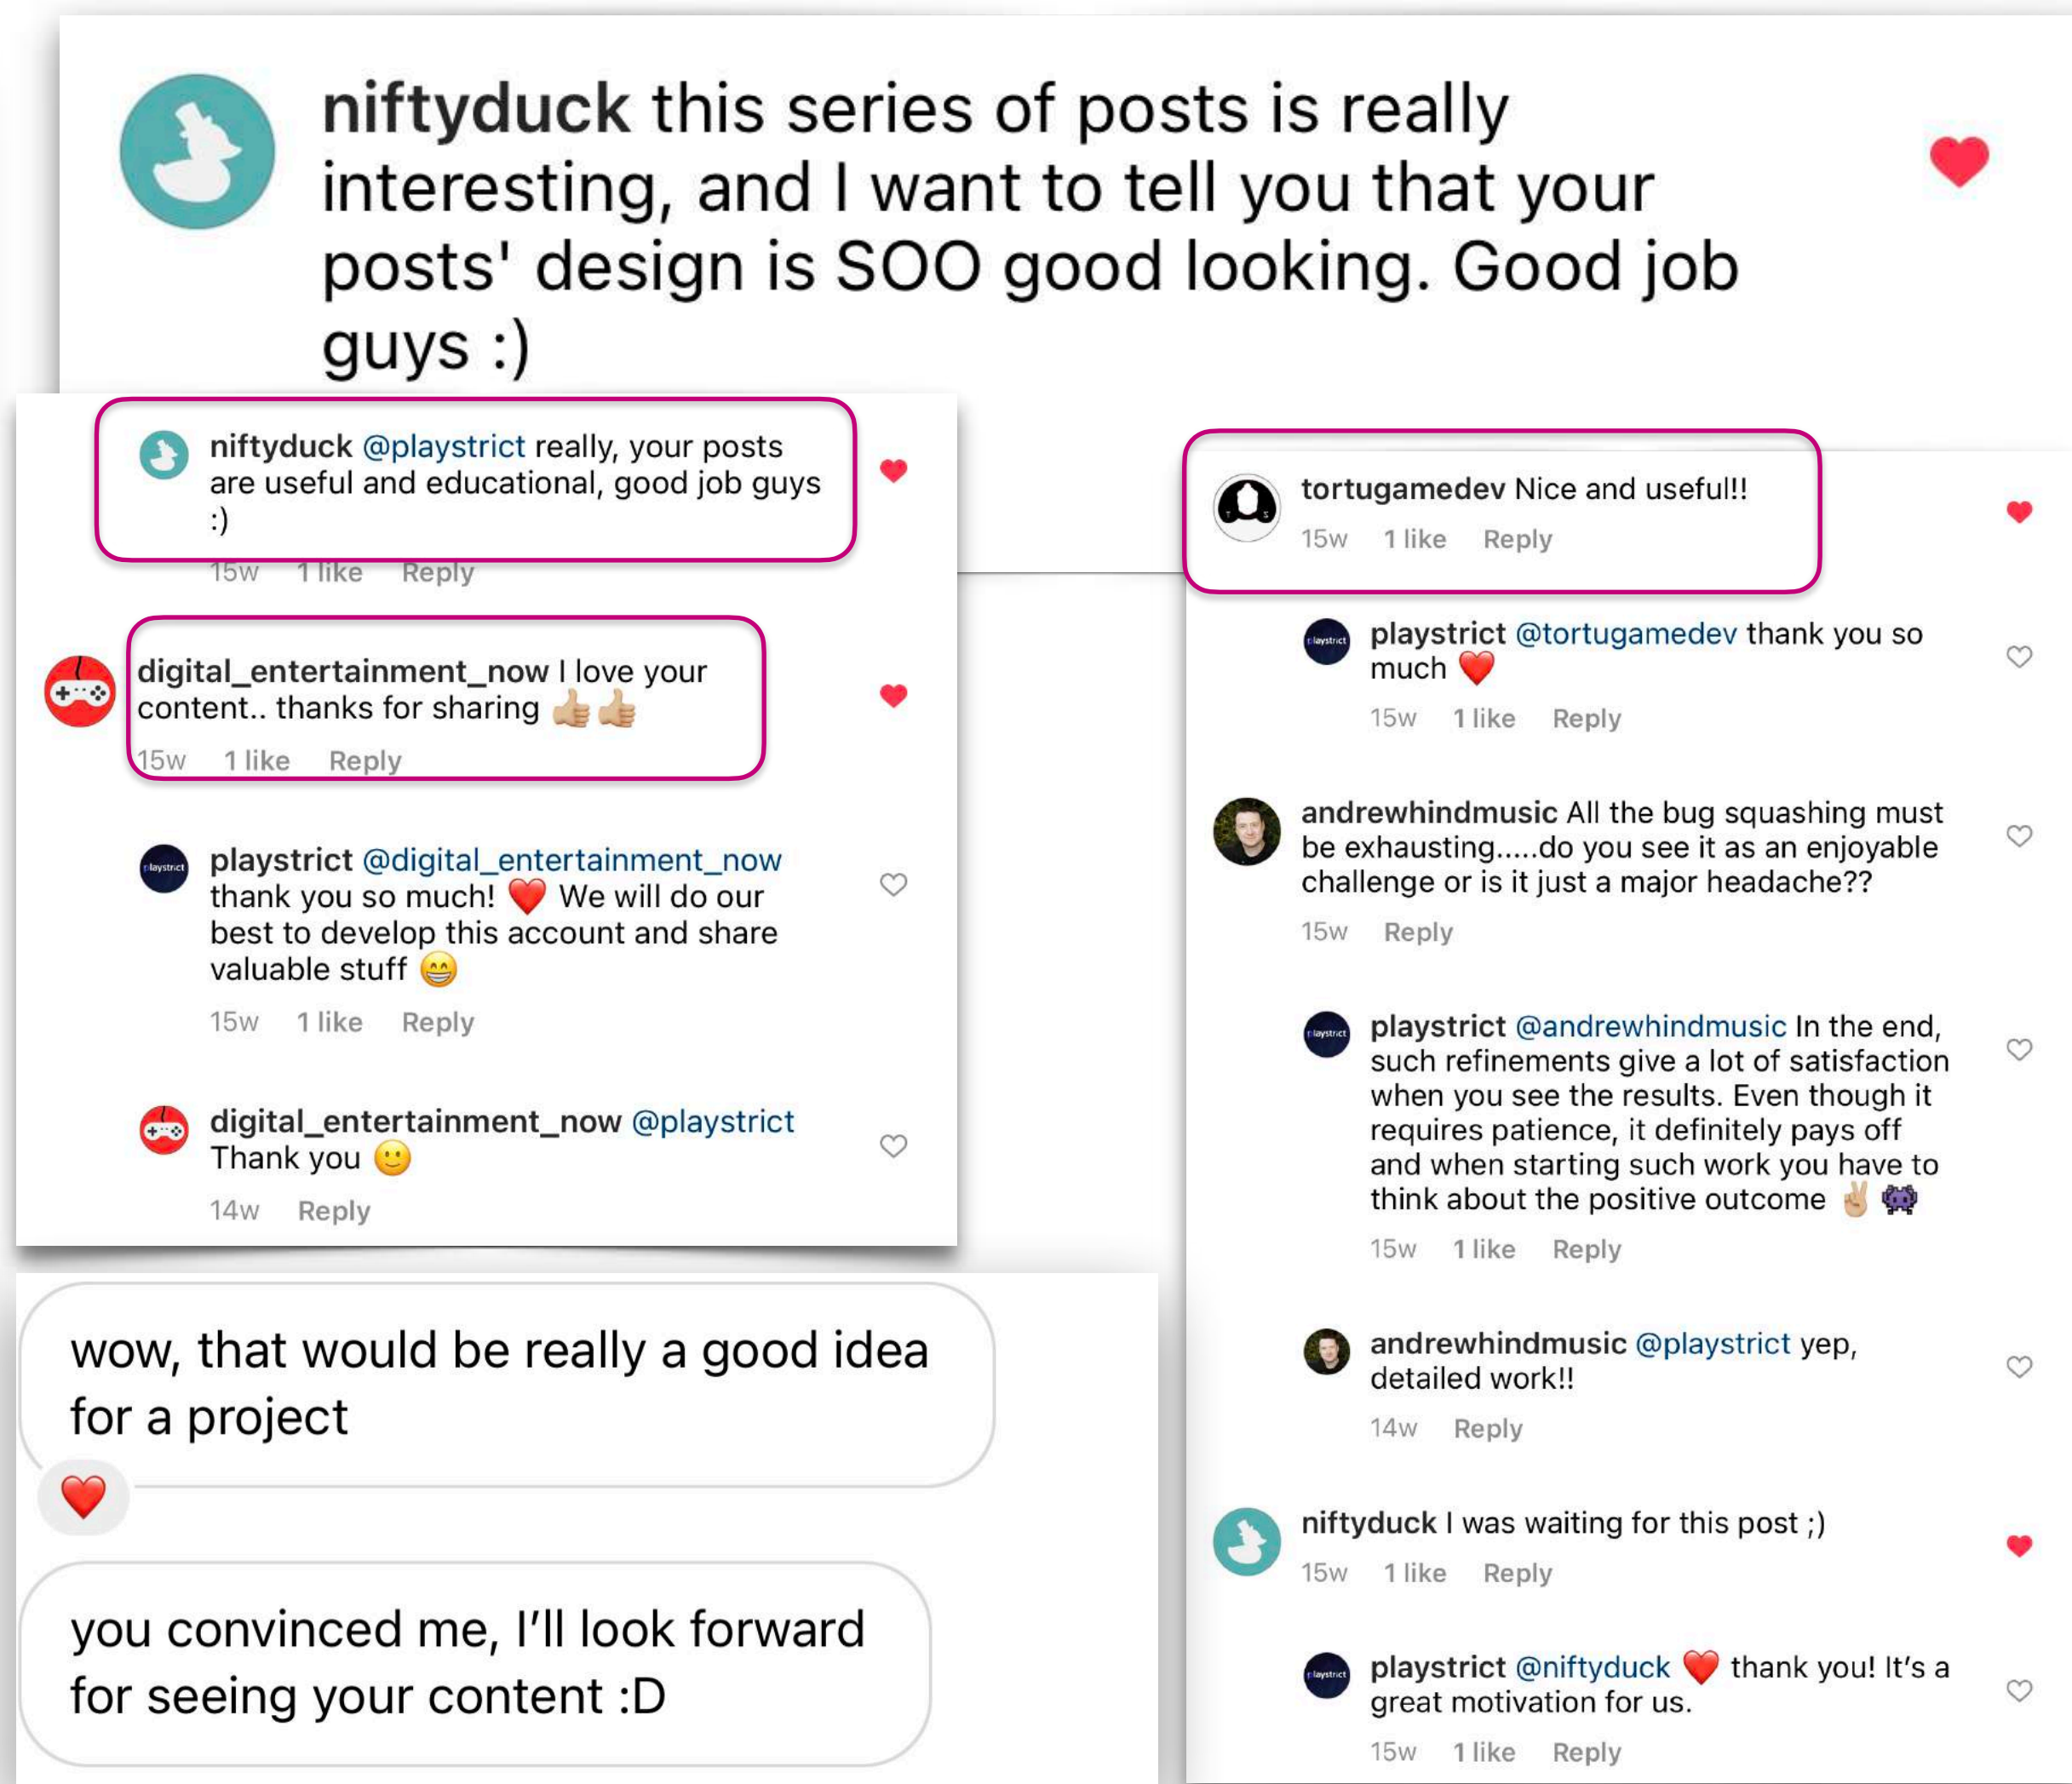 niftyduck this series of posts is really
interesting, and I want to tell you that your
posts' design is SOO good looking. Good job
guys :)
niftyduck @playstrict really, your posts
are useful and educational, good job guys
:)
15w 1 like Reply
digital_entertainment_now I love your
content.. thanks for sharing 👍🏼👍🏼
15w 1 like Reply
playstrict
playstrict @digital_entertainment_now
thank you so much! ❤️ We will do our
best to develop this account and share
valuable stuff 😁
15w 1 like Reply
digital_entertainment_now @playstrict
Thank you 🙂
14w Reply
wow, that would be really a good idea
for a project
❤️
you convinced me, I'll look forward
for seeing your content :D
T S
tortugamedev Nice and useful!!
15w 1 like Reply
playstrict
playstrict @tortugamedev thank you so
much ❤️
15w 1 like Reply
andrewhindmusic All the bug squashing must
be exhausting.....do you see it as an enjoyable
challenge or is it just a major headache??
15w Reply
playstrict
playstrict @andrewhindmusic In the end,
such refinements give a lot of satisfaction
when you see the results. Even though it
requires patience, it definitely pays off
and when starting such work you have to
think about the positive outcome ✌🏼 👾
15w 1 like Reply
andrewhindmusic @playstrict yep,
detailed work!!
14w Reply
niftyduck I was waiting for this post ;)
15w 1 like Reply
playstrict
playstrict @niftyduck ❤️ thank you! It's a
great motivation for us.
15w 1 like Reply